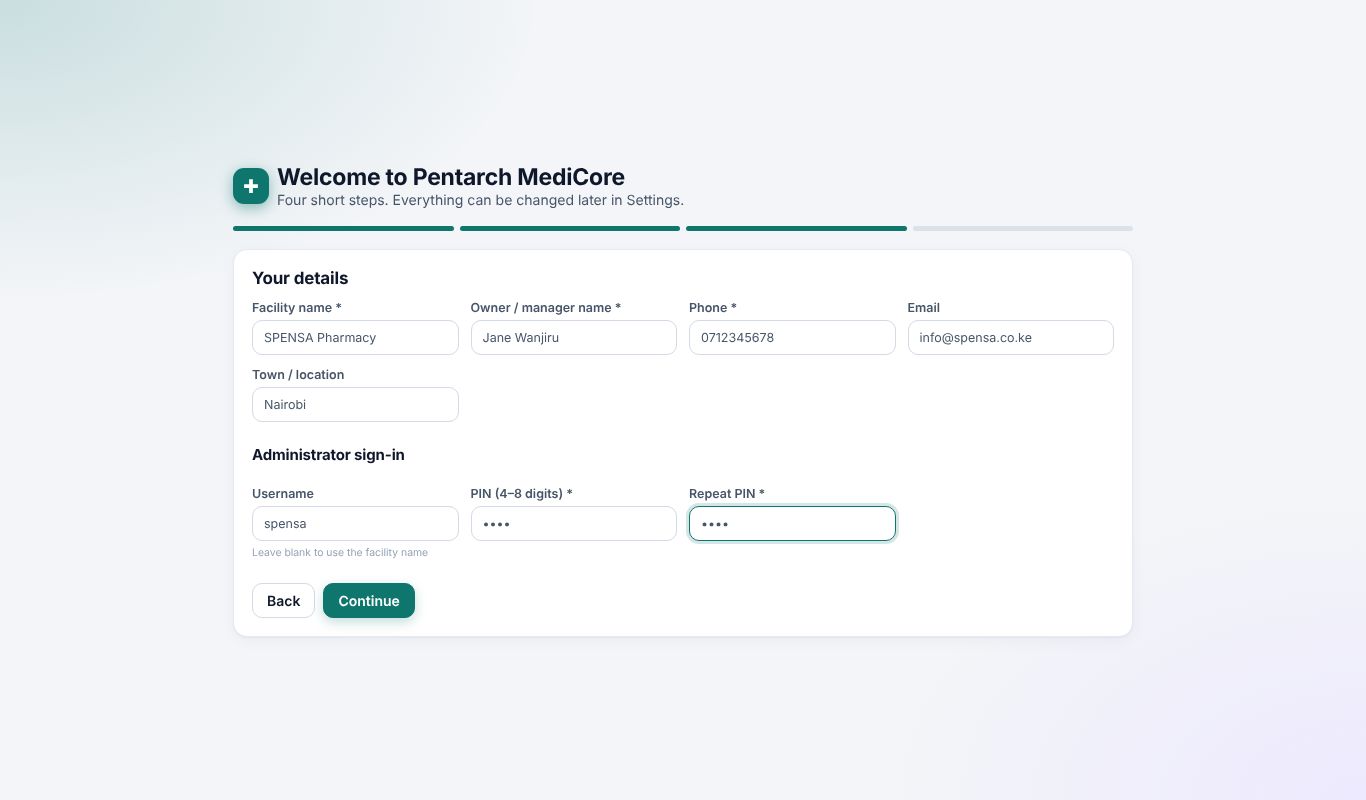 Welcome to Pentarch MediCore
Four short steps. Everything can be changed later in Settings.
Your details
Facility name * Owner / manager name * Phone * Email
SPENSA Pharmacy Jane Wanjiru 0712345678 info@spensa.co.ke
Town / location
Nairobi
Administrator sign-in
Username PIN (4–8 digits) * Repeat PIN *
spensa •••• ••••
Leave blank to use the facility name
Back Continue